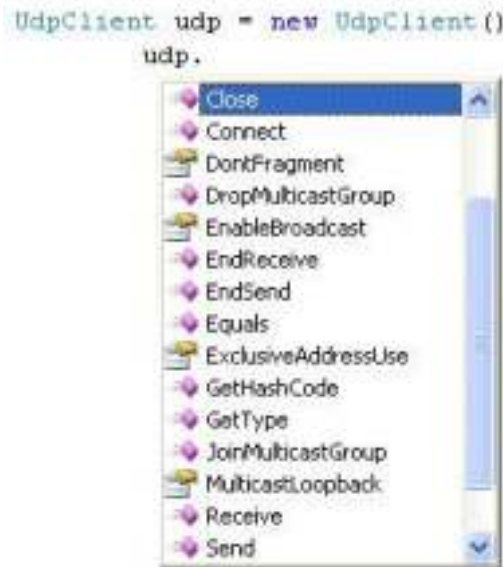 UdpClient udp = new UdpClient()
udp.
Close
Connect
DontFragment
DropMulticastGroup
EnableBroadcast
EndReceive
EndSend
Equals
ExclusiveAddressUse
GetHashCode
GetType
JoinMulticastGroup
MulticastLoopback
Receive
Send